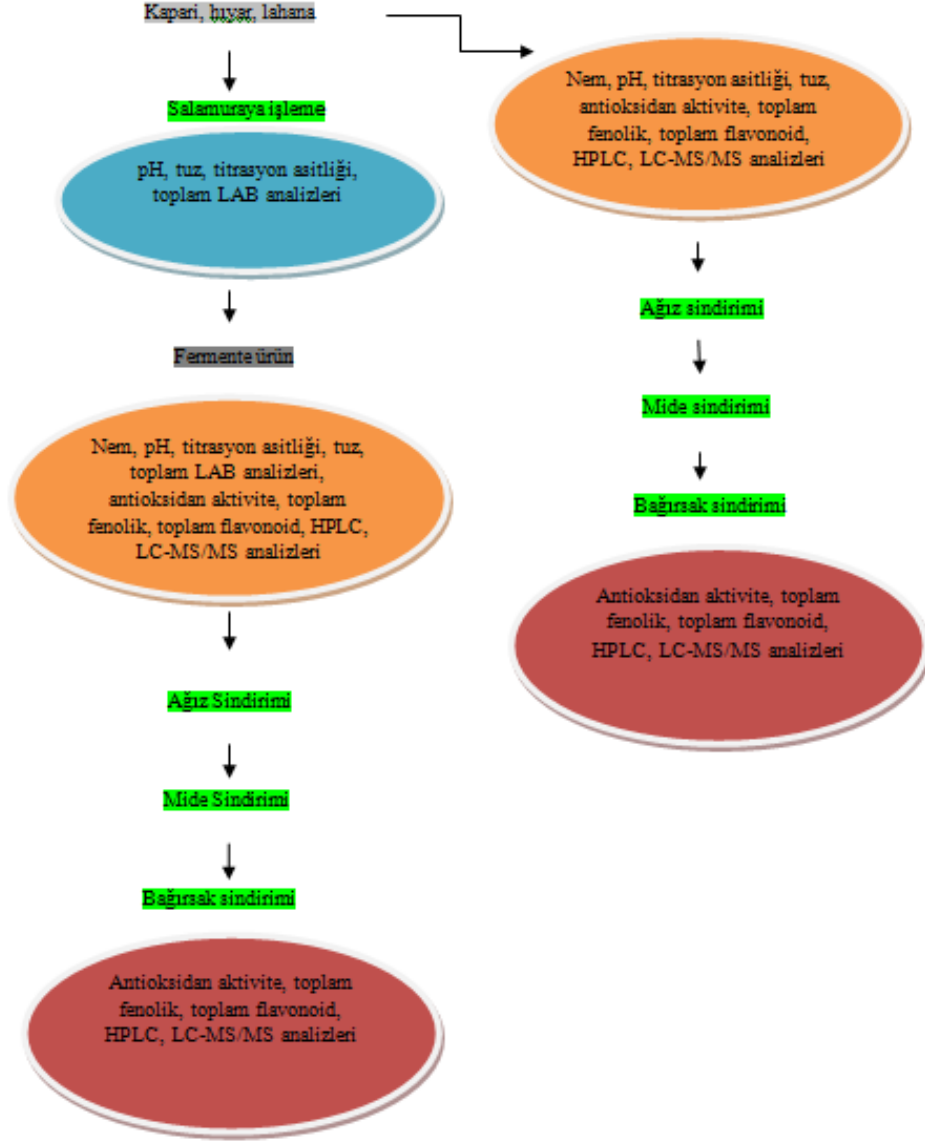 Kapari, hıyar, lahana
Salamuraya işleme
pH, tuz, titrasyon asitliği,
toplam LAB analizleri
Fermente ürün
Nem, pH, titrasyon asitliği, tuz,
toplam LAB analizleri,
antioksidan aktivite, toplam
fenolik, toplam flavonoid, HPLC,
LC-MS/MS analizleri
Ağız Sindirimi
Mide Sindirimi
Bağırsak sindirimi
Antioksidan aktivite, toplam
fenolik, toplam flavonoid,
HPLC, LC-MS/MS analizleri
Nem, pH, titrasyon asitliği, tuz,
antioksidan aktivite, toplam
fenolik, toplam flavonoid,
HPLC, LC-MS/MS analizleri
Ağız sindirimi
Mide sindirimi
Bağırsak sindirimi
Antioksidan aktivite, toplam
fenolik, toplam flavonoid,
HPLC, LC-MS/MS analizleri